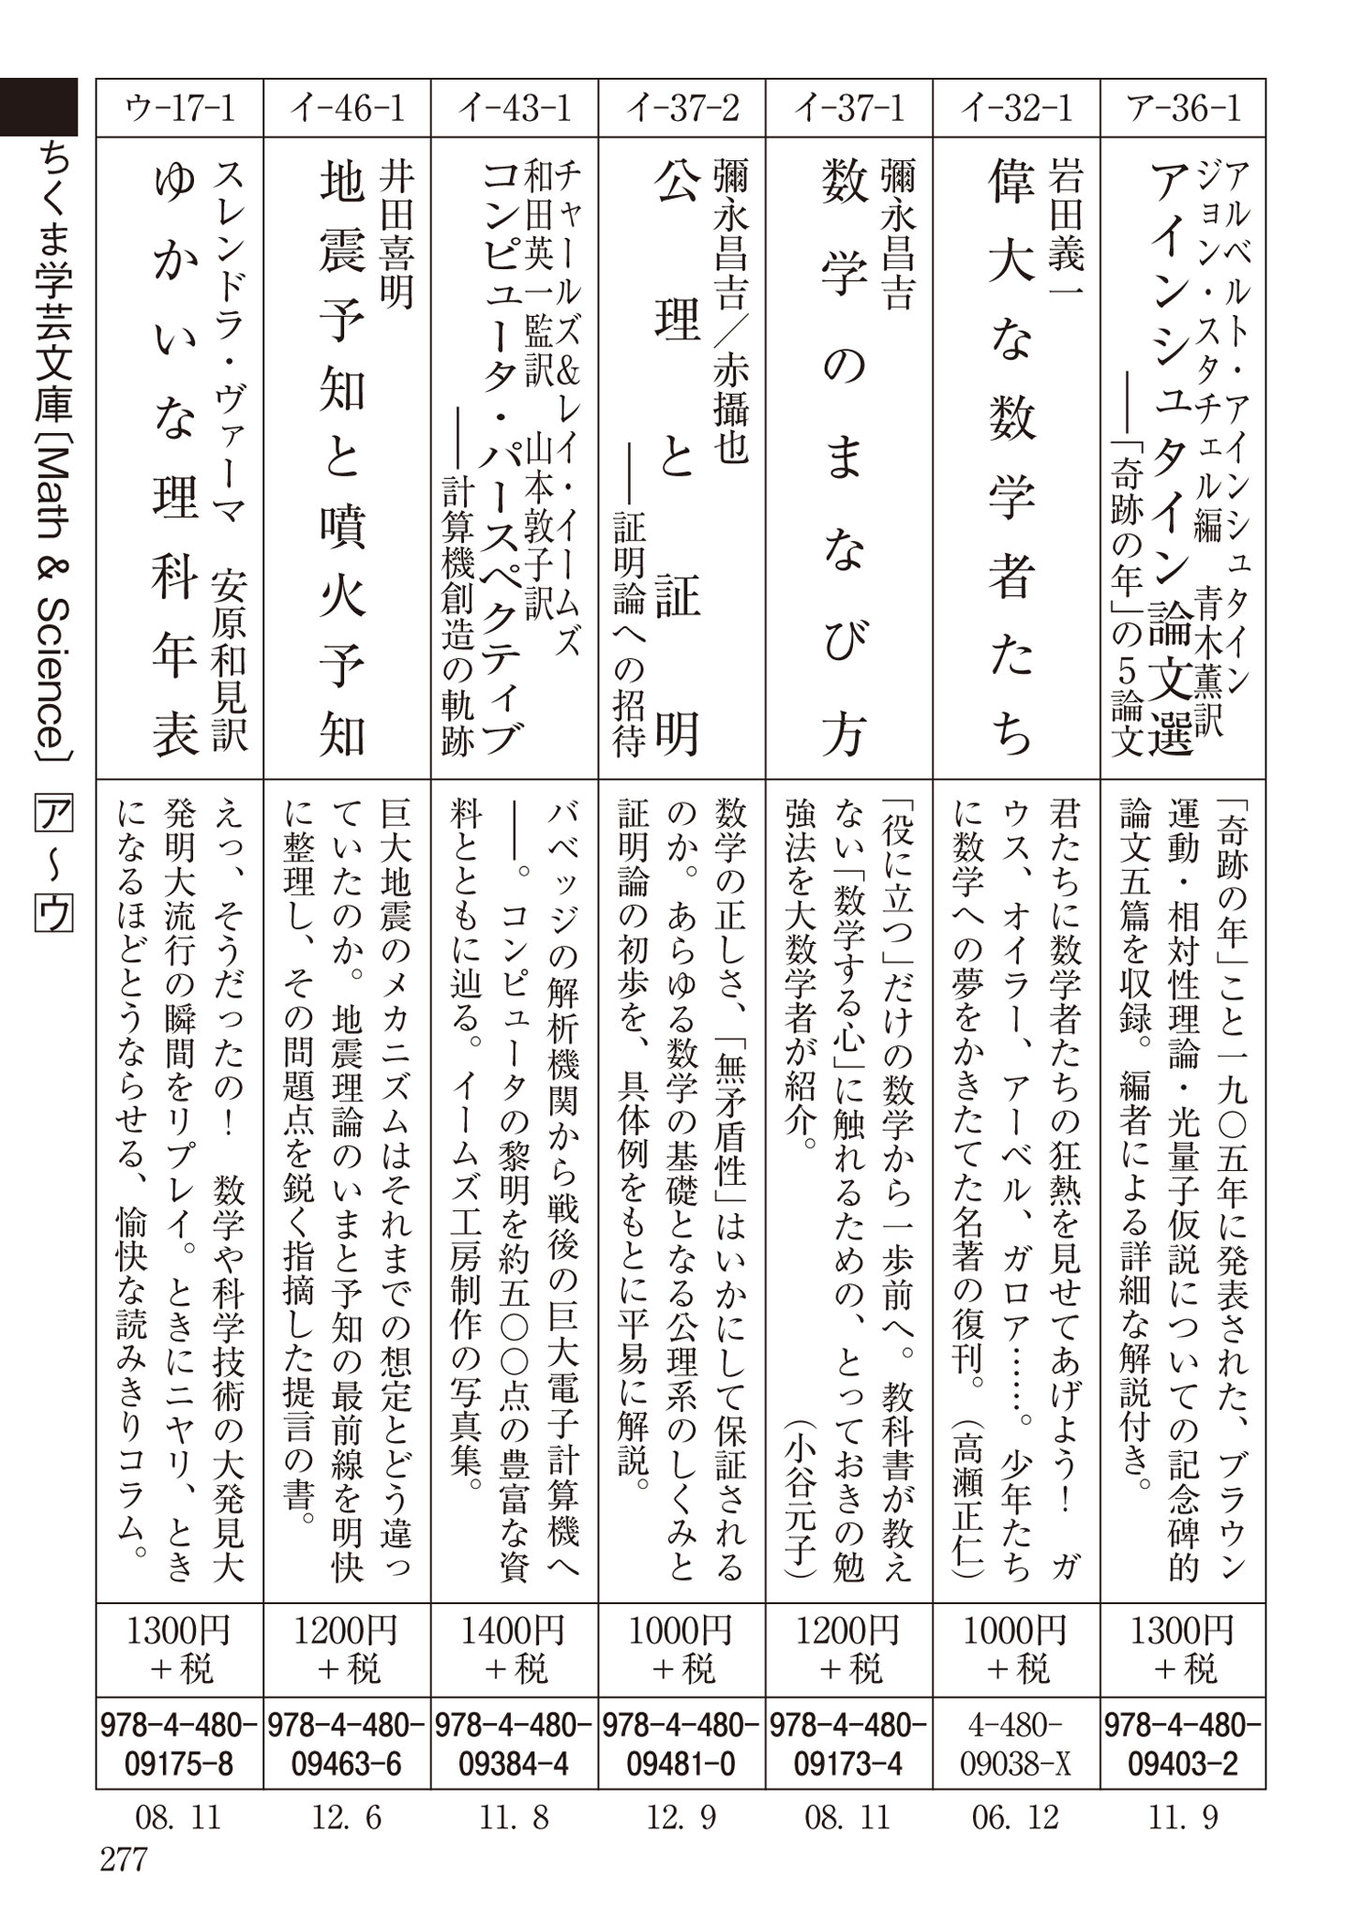 ア-36-1
アルベルト・アインシュタイン
ジョン・スタチェル編　青木薫訳
アインシュタイン論文選
――「奇跡の年」の5論文
「奇跡の年」こと一九〇五年に発表された、ブラウン
運動・相対性理論・光量子仮説についての記念碑的
論文五篇を収録。編者による詳細な解説付き。
1300円
+税
978-4-480-
09403-2
11. 9
イ-32-1
岩田義一
偉大な数学者たち
君たちに数学者たちの狂熱を見せてあげよう！　ガ
ウス、オイラー、アーベル、ガロア……。少年たち
に数学への夢をかきたてた名著の復刊。（高瀬正仁）
1000円
+税
4-480-
09038-X
06. 12
イ-37-1
彌永昌吉
数学のまなび方
「役に立つ」だけの数学から一歩前へ。教科書が教え
ない「数学する心」に触れるための、とっておきの勉
強法を大数学者が紹介。（小谷元子）
1200円
+税
978-4-480-
09173-4
08. 11
イ-37-2
彌永昌吉／赤攝也
公理と証明
――証明論への招待
数学の正しさ、「無矛盾性」はいかにして保証される
のか。あらゆる数学の基礎となる公理系のしくみと
証明論の初歩を、具体例をもとに平易に解説。
1000円
+税
978-4-480-
09481-0
12. 9
イ-43-1
チャールズ&レイ・イームズ
和田英一監訳　山本敦子訳
コンピュータ・パースペクティブ
――計算機創造の軌跡
バベッジの解析機関から戦後の巨大電子計算機へ
――。コンピュータの黎明を約五〇〇点の豊富な資
料とともに辿る。イームズ工房制作の写真集。
1400円
+税
978-4-480-
09384-4
11. 8
イ-46-1
井田喜明
地震予知と噴火予知
巨大地震のメカニズムはそれまでの想定とどう違っ
ていたのか。地震理論のいまと予知の最前線を明快
に整理し、その問題点を鋭く指摘した提言の書。
1200円
+税
978-4-480-
09463-6
12. 6
ウ-17-1
スレンドラ・ヴァーマ　安原和見訳
ゆかいな理科年表
えっ、そうだったの！　数学や科学技術の大発見大
発明大流行の瞬間をリプレイ。ときにニヤリ、とき
になるほどとうならせる、愉快な読みきりコラム。
1300円
+税
978-4-480-
09175-8
08. 11
ちくま学芸文庫〔Math & Science〕　ア〜ウ
277